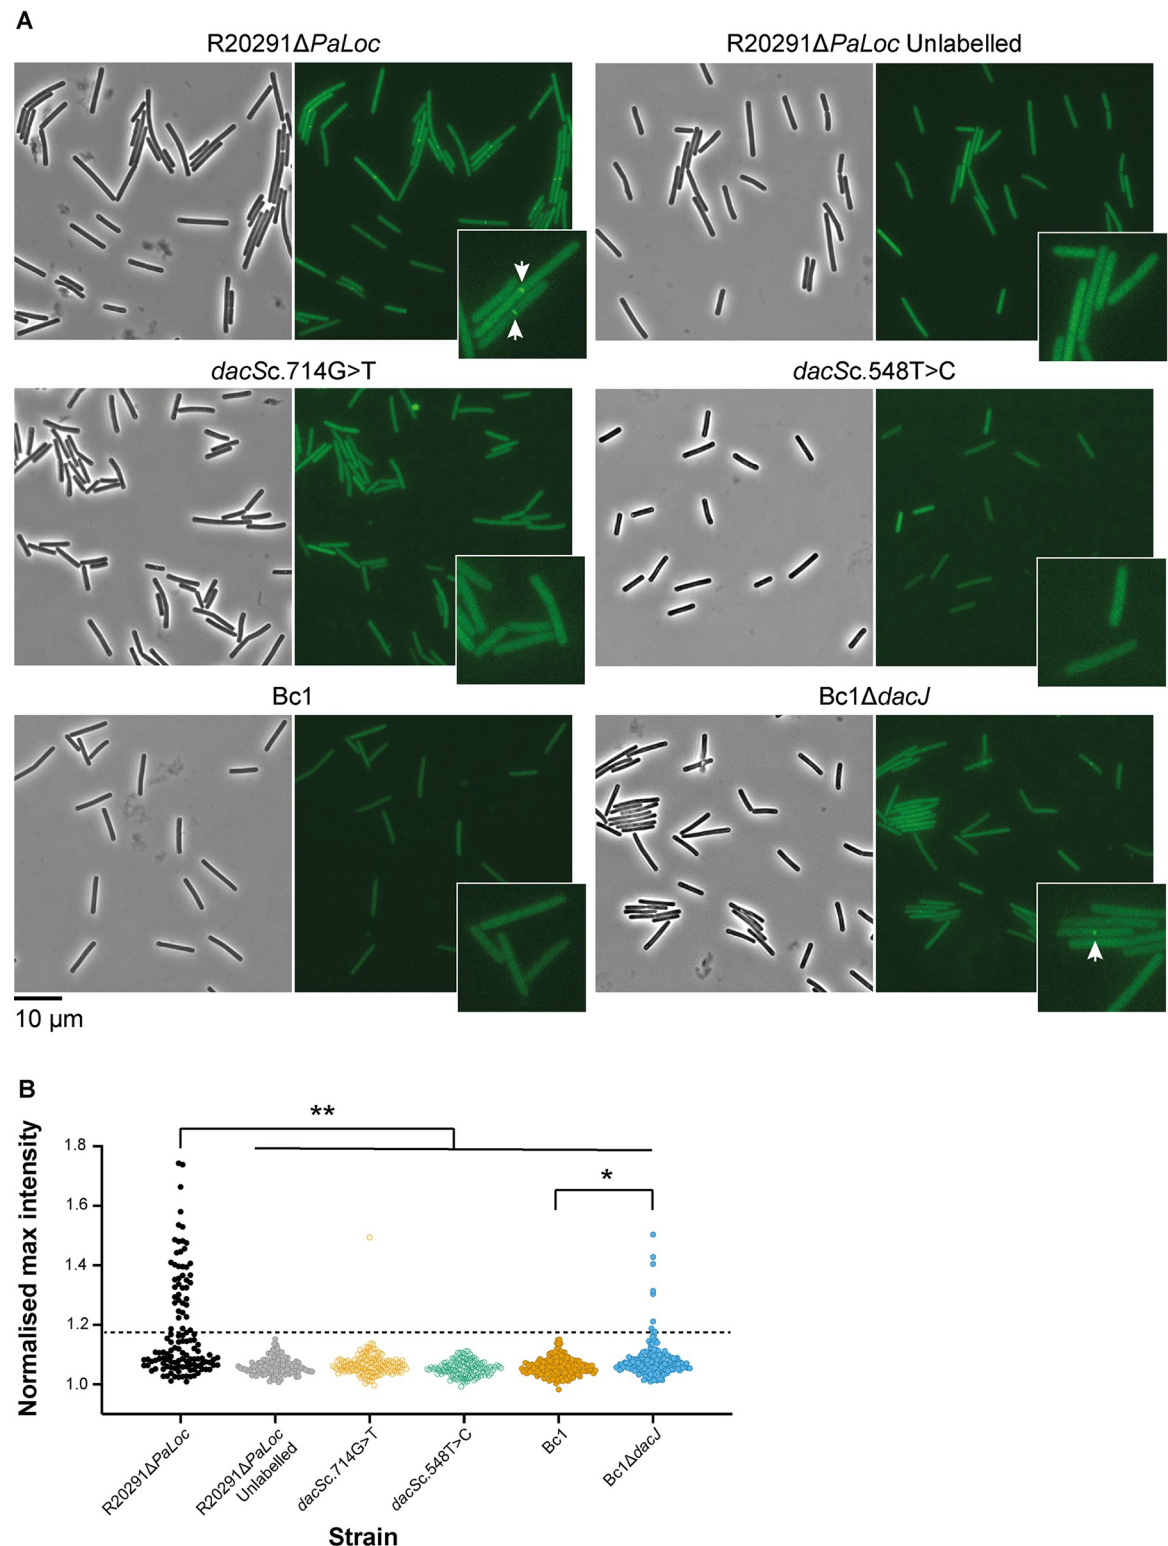 A
R20291ΔPaLoc
R20291ΔPaLoc Unlabelled
dacSc.714G>T
dacSc.548T>C
Bc1
Bc1ΔdacJ
10 µm
B
**
*
Normalised max intensity
1.8
1.6
1.4
1.2
1.0
R20291ΔPaLoc
R20291ΔPaLoc
Unlabelled
dacSc.714G>T
dacSc.548T>C
Bc1
Bc1ΔdacJ
Strain